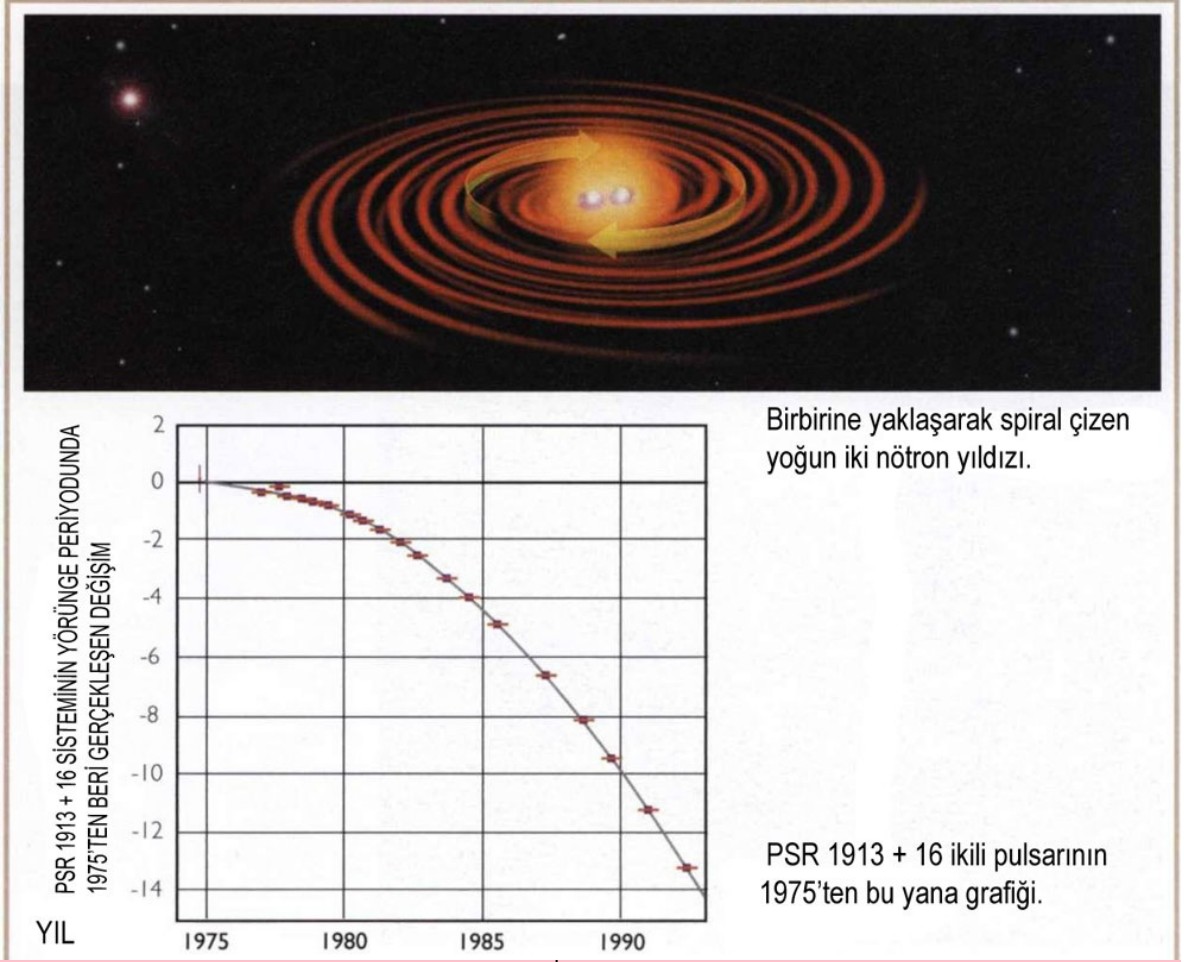 Birbirine yaklaşarak spiral çizen
yoğun iki nötron yıldızı.
PSR 1913 + 16 SİSTEMİNİN YÖRÜNGE PERİYODUNDA
1975'TEN BERİ GERÇEKLEŞEN DEĞİŞİM
2
0
-2
-4
-6
-8
-10
-12
-14
YIL
1975
1980
1985
1990
PSR 1913 + 16 ikili pulsarının
1975'ten bu yana grafiği.